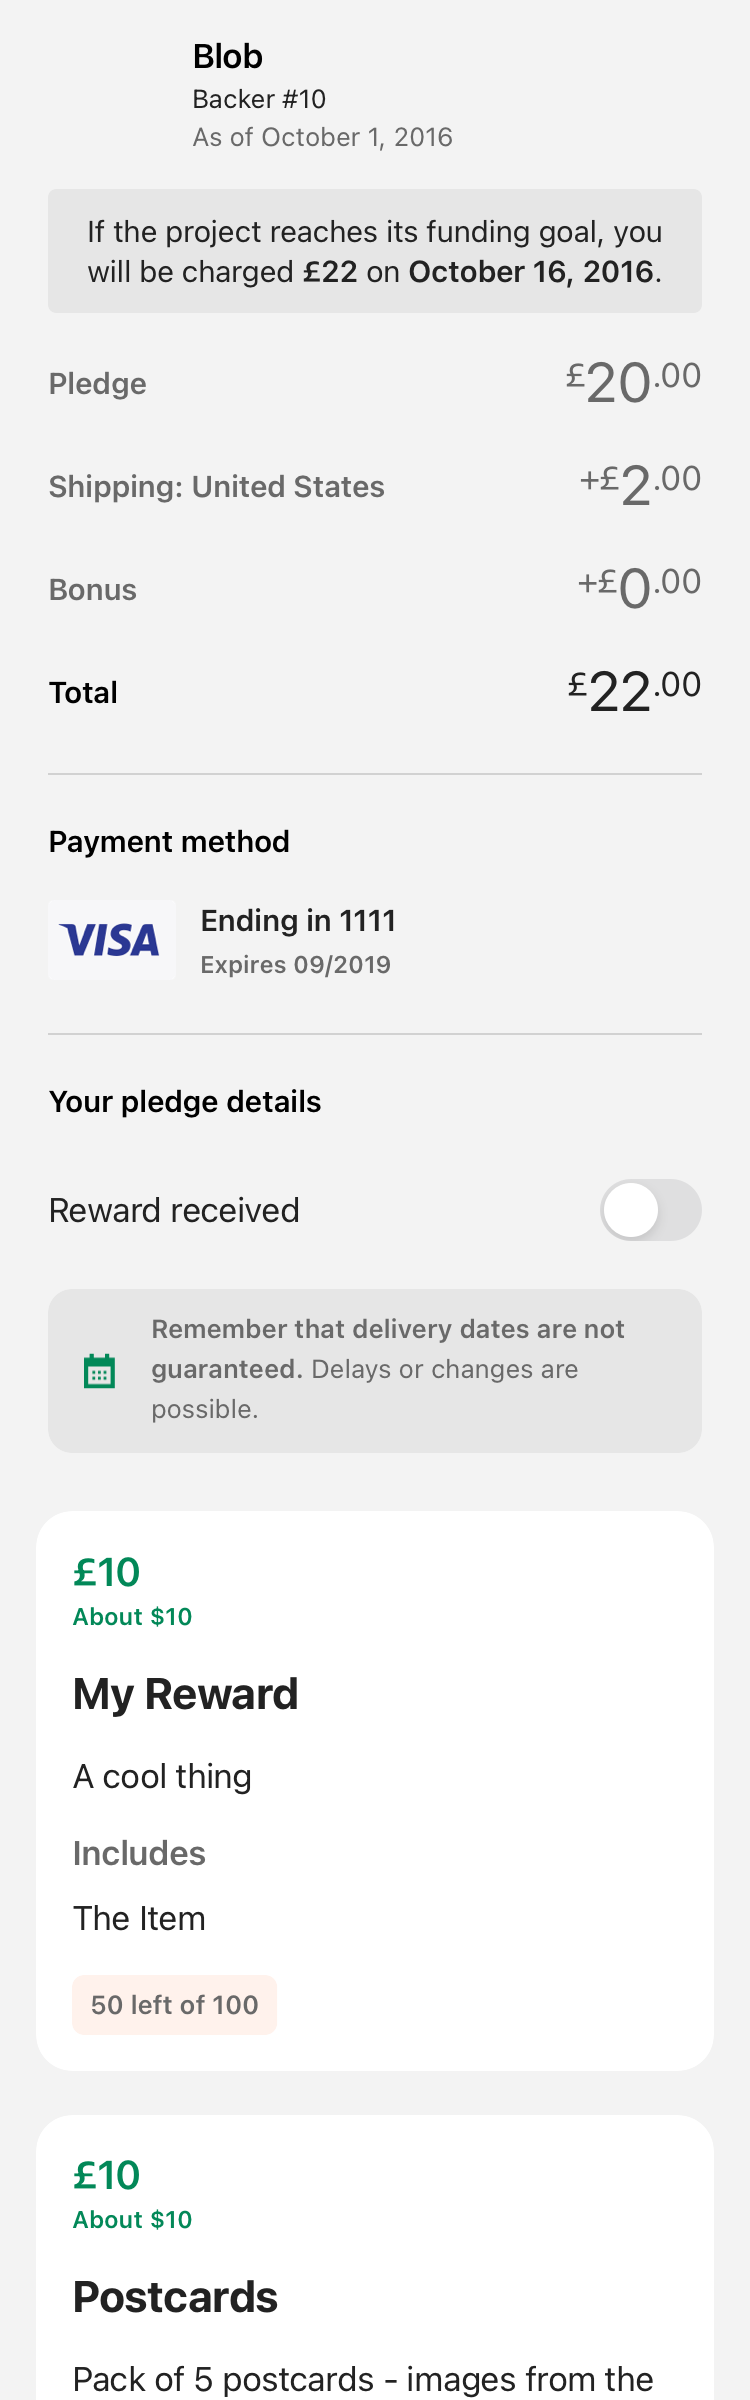 Blob
Backer #10
As of October 1, 2016
If the project reaches its funding goal, you
will be charged £22 on October 16, 2016.
Pledge £20.00
Shipping: United States +£2.00
Bonus +£0.00
Total £22.00
Payment method
VISA
Ending in 1111
Expires 09/2019
Your pledge details
Reward received
Remember that delivery dates are not
guaranteed. Delays or changes are
possible.
£10
About $10
My Reward
A cool thing
Includes
The Item
50 left of 100
£10
About $10
Postcards
Pack of 5 postcards - images from the